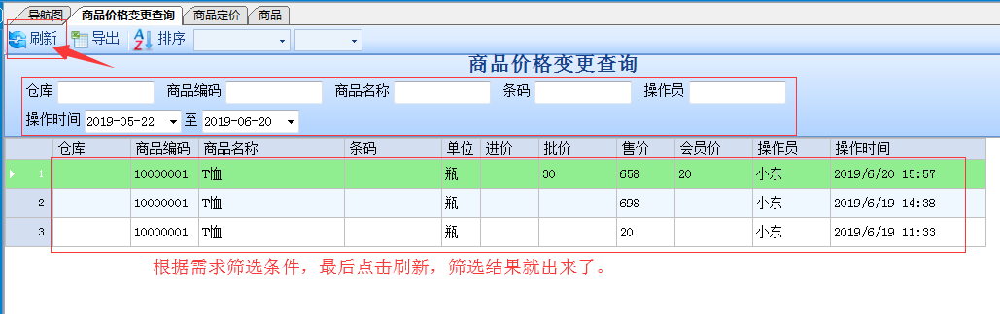 导航图 商品价格变更查询 商品定价 商品
刷新 导出 排序
商品价格变更查询
仓库 商品编码 商品名称 条码 操作员
操作时间 2019-05-22 至 2019-06-20
仓库 商品编码 商品名称 条码 单位 进价 批价 售价 会员价 操作员 操作时间
1 10000001 T恤 瓶 30 658 20 小东 2019/6/20 15:57
2 10000001 T恤 瓶 698 小东 2019/6/19 14:38
3 10000001 T恤 瓶 20 小东 2019/6/19 11:33
根据需求筛选条件，最后点击刷新，筛选结果就出来了。